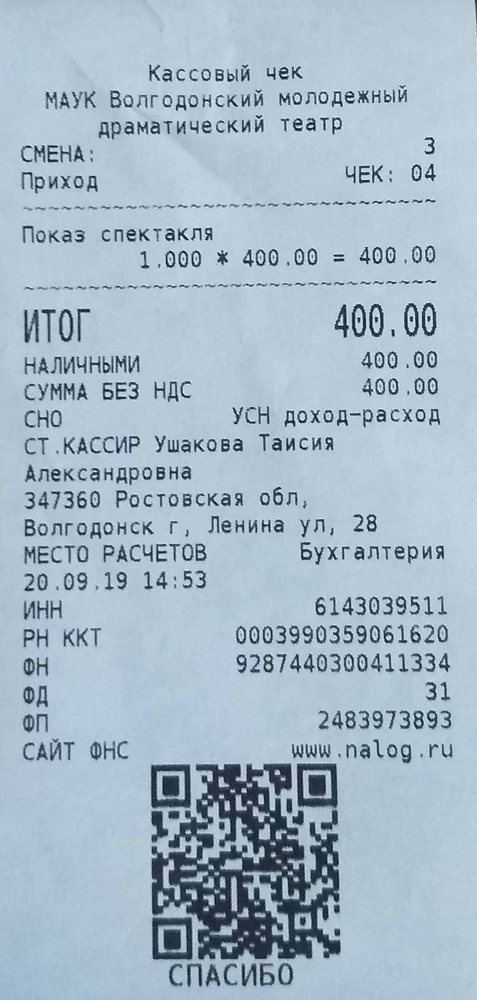 Кассовый чек
МАУК Волгодонский молодежный
драматический театр
СМЕНА: 3
Приход ЧЕК: 04
~~~~~~~~~~~~~~~~~~~~~~~~~~~~~~~~
Показ спектакля
1.000 * 400.00 = 400.00
~~~~~~~~~~~~~~~~~~~~~~~~~~~~~~~~
ИТОГ 400.00
НАЛИЧНЫМИ 400.00
СУММА БЕЗ НДС 400.00
СНО УСН доход-расход
СТ.КАССИР Ушакова Таисия
Александровна
347360 Ростовская обл,
Волгодонск г, Ленина ул, 28
МЕСТО РАСЧЕТОВ Бухгалтерия
20.09.19 14:53
ИНН 6143039511
РН ККТ 0003990359061620
ФН 9287440300411334
ФД 31
ФП 2483973893
САЙТ ФНС www.nalog.ru
СПАСИБО